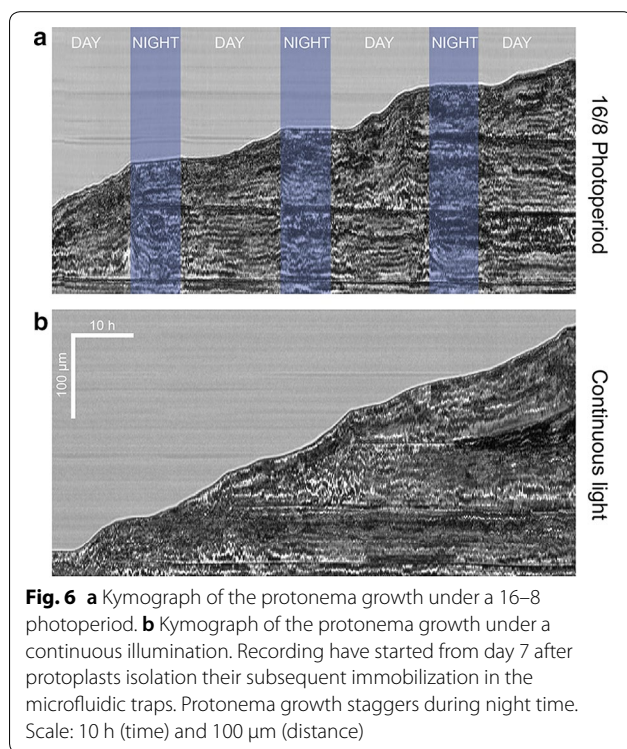 a
DAY NIGHT DAY NIGHT DAY NIGHT DAY
16/8 Photoperiod
b
10 h
100 µm
Continuous light
Fig. 6 a Kymograph of the protonema growth under a 16–8
photoperiod. b Kymograph of the protonema growth under a
continuous illumination. Recording have started from day 7 after
protoplasts isolation their subsequent immobilization in the
microfluidic traps. Protonema growth staggers during night time.
Scale: 10 h (time) and 100 µm (distance)